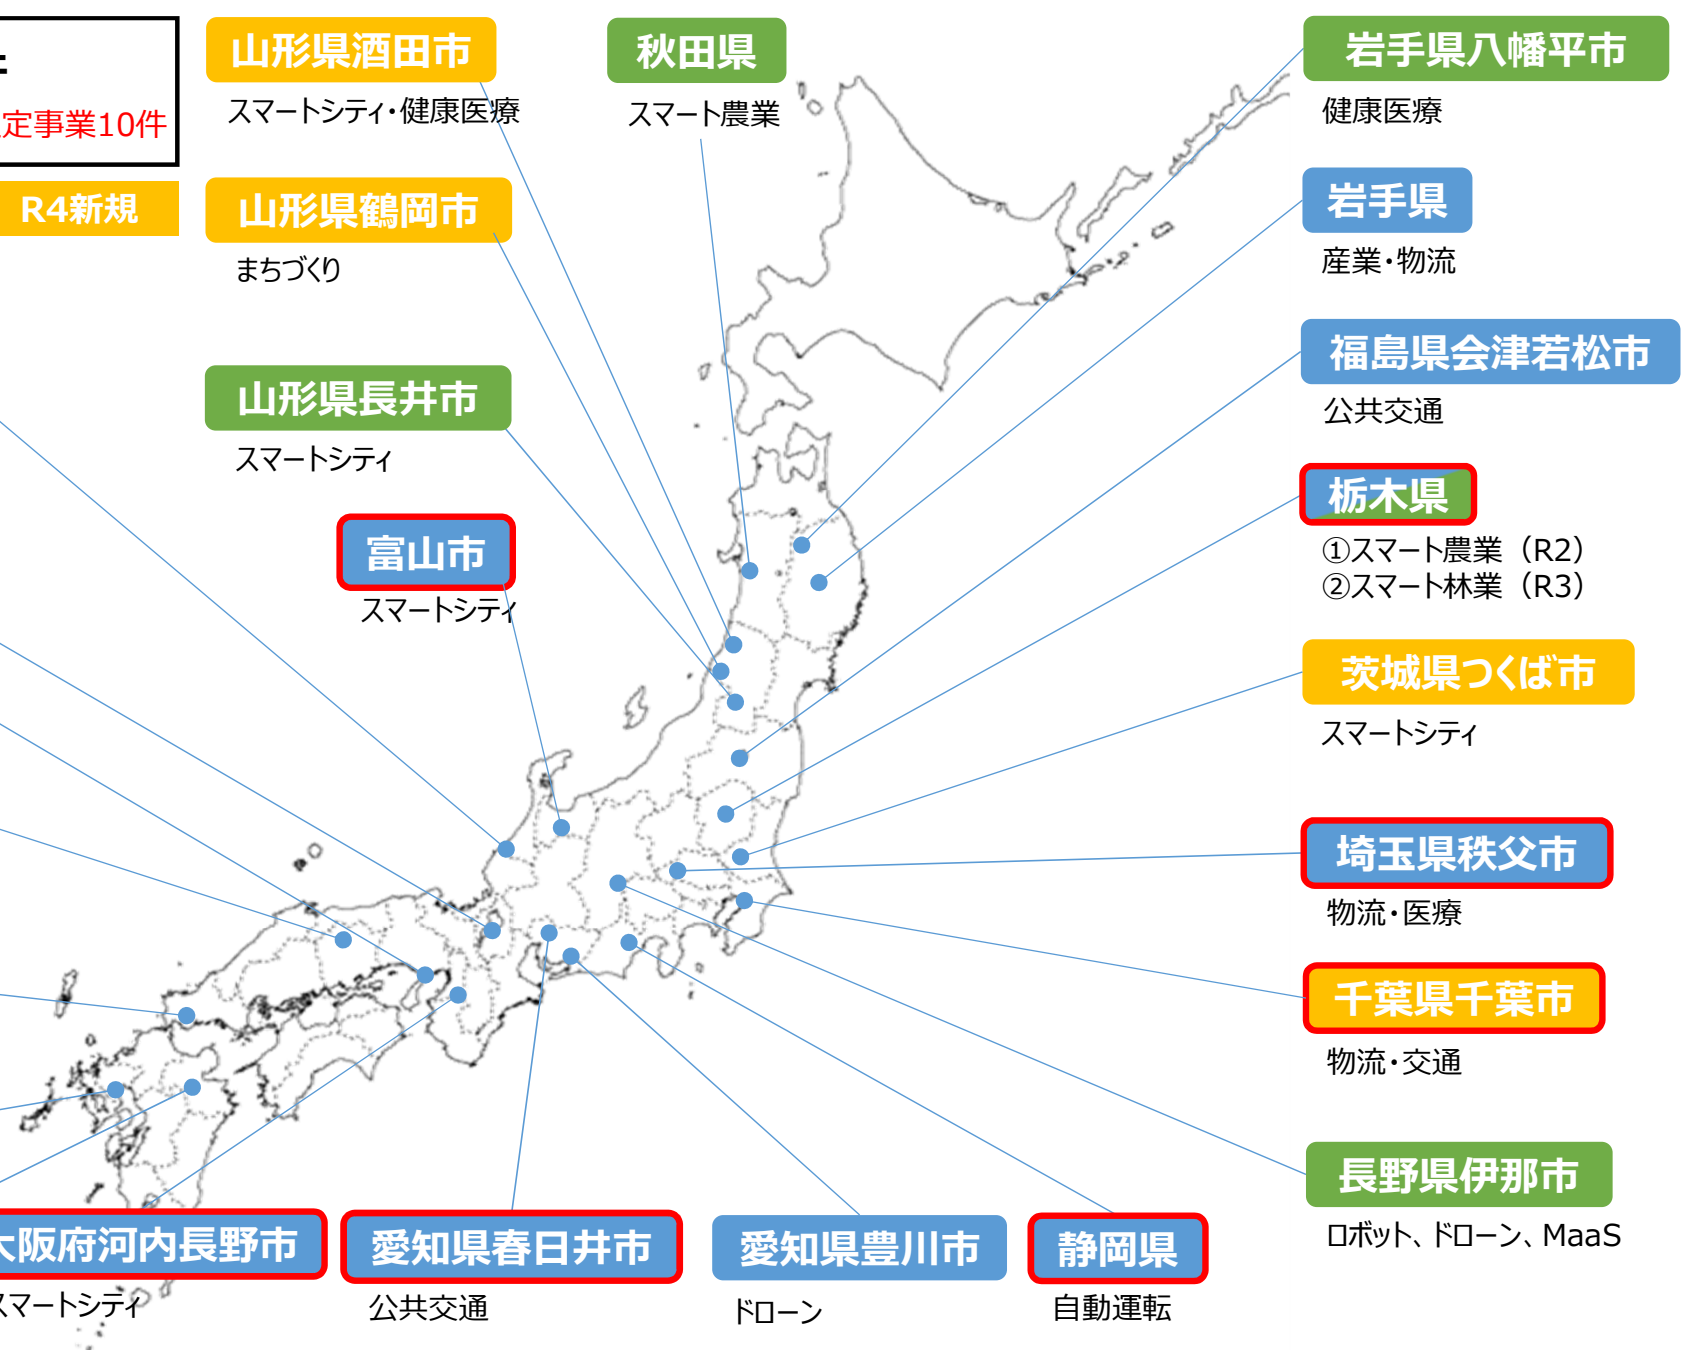 定事業10件
R4新規
山形県酒田市
スマートシティ・健康医療
山形県鶴岡市
まちづくり
山形県長井市
スマートシティ
富山市
スマートシティ
秋田県
スマート農業
岩手県八幡平市
健康医療
岩手県
産業・物流
福島県会津若松市
公共交通
栃木県
①スマート農業（R2）
②スマート林業（R3）
茨城県つくば市
スマートシティ
埼玉県秩父市
物流・医療
千葉県千葉市
物流・交通
長野県伊那市
ロボット、ドローン、MaaS
大阪府河内長野市
スマートシティ
愛知県春日井市
公共交通
愛知県豊川市
ドローン
静岡県
自動運転